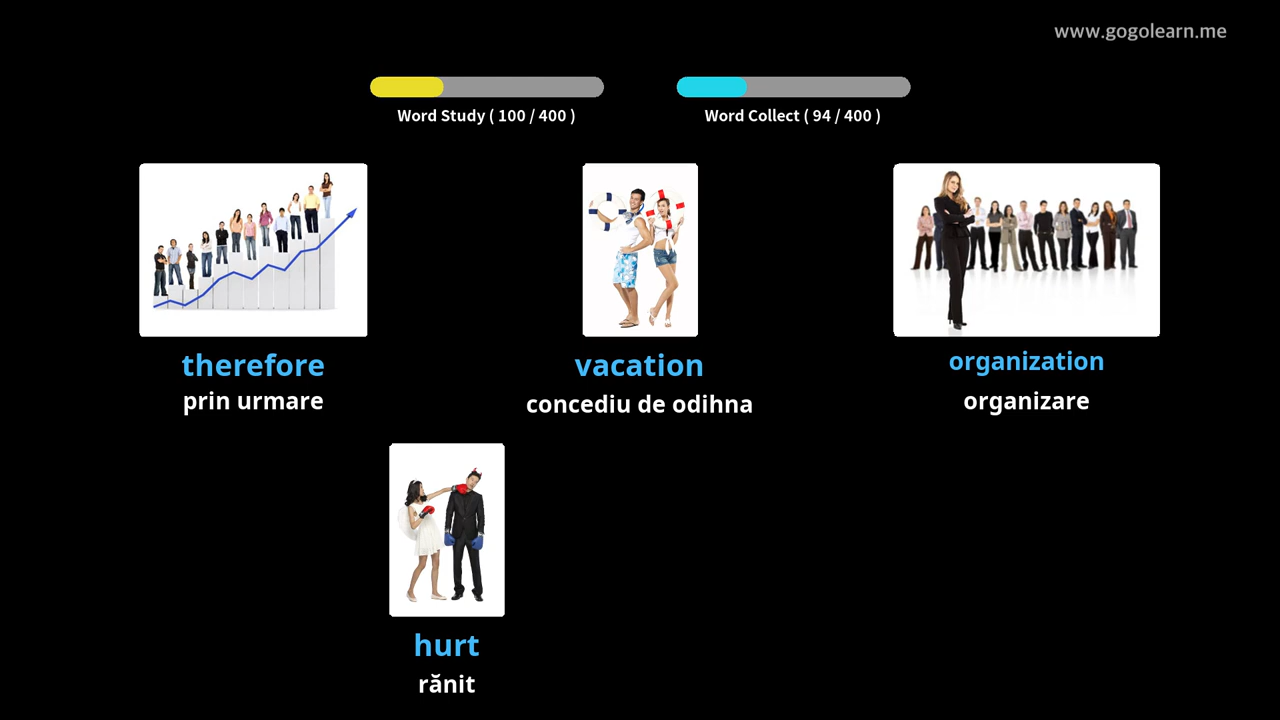 www.gogolearn.me
Word Study ( 100 / 400 )
Word Collect ( 94 / 400 )
therefore
prin urmare
vacation
concediu de odihna
organization
organizare
hurt
rănit